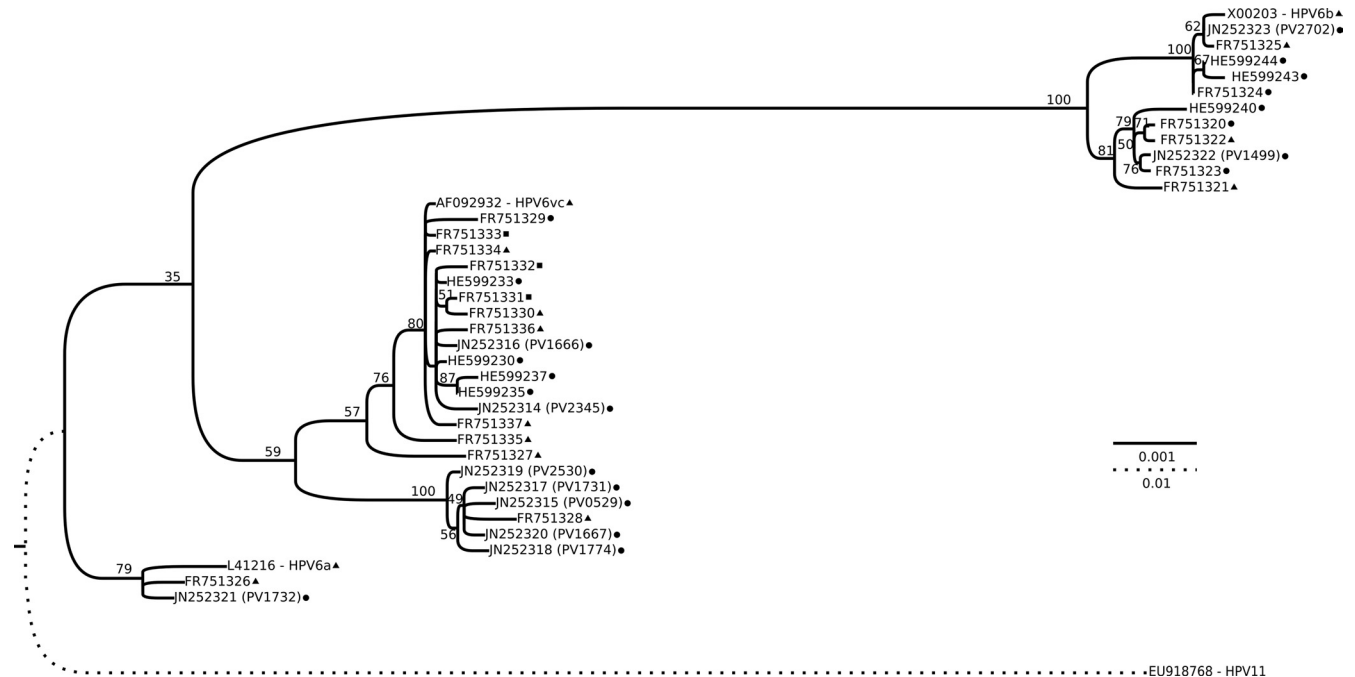 X00203 - HPV6b▲
62
JN252323 (PV2702)●
FR751325▲
100
67
HE599244●
HE599243●
FR751324●
100
HE599240●
79
71
FR751320●
FR751322▲
50
81
JN252322 (PV1499)●
76
FR751323●
FR751321▲
AF092932 - HPV6vc▲
FR751329●
FR751333■
FR751334▲
FR751332■
35
HE599233●
51
FR751331■
FR751330▲
80
FR751336▲
JN252316 (PV1666)●
HE599230●
76
87
HE599237●
HE599235●
57
JN252314 (PV2345)●
FR751337▲
FR751335▲
59
FR751327▲
0.001
JN252319 (PV2530)●
0.01
100
49
JN252317 (PV1731)●
JN252315 (PV0529)●
FR751328▲
56
JN252320 (PV1667)●
JN252318 (PV1774)●
79
L41216 - HPV6a▲
FR751326▲
JN252321 (PV1732)●
EU918768 - HPV11